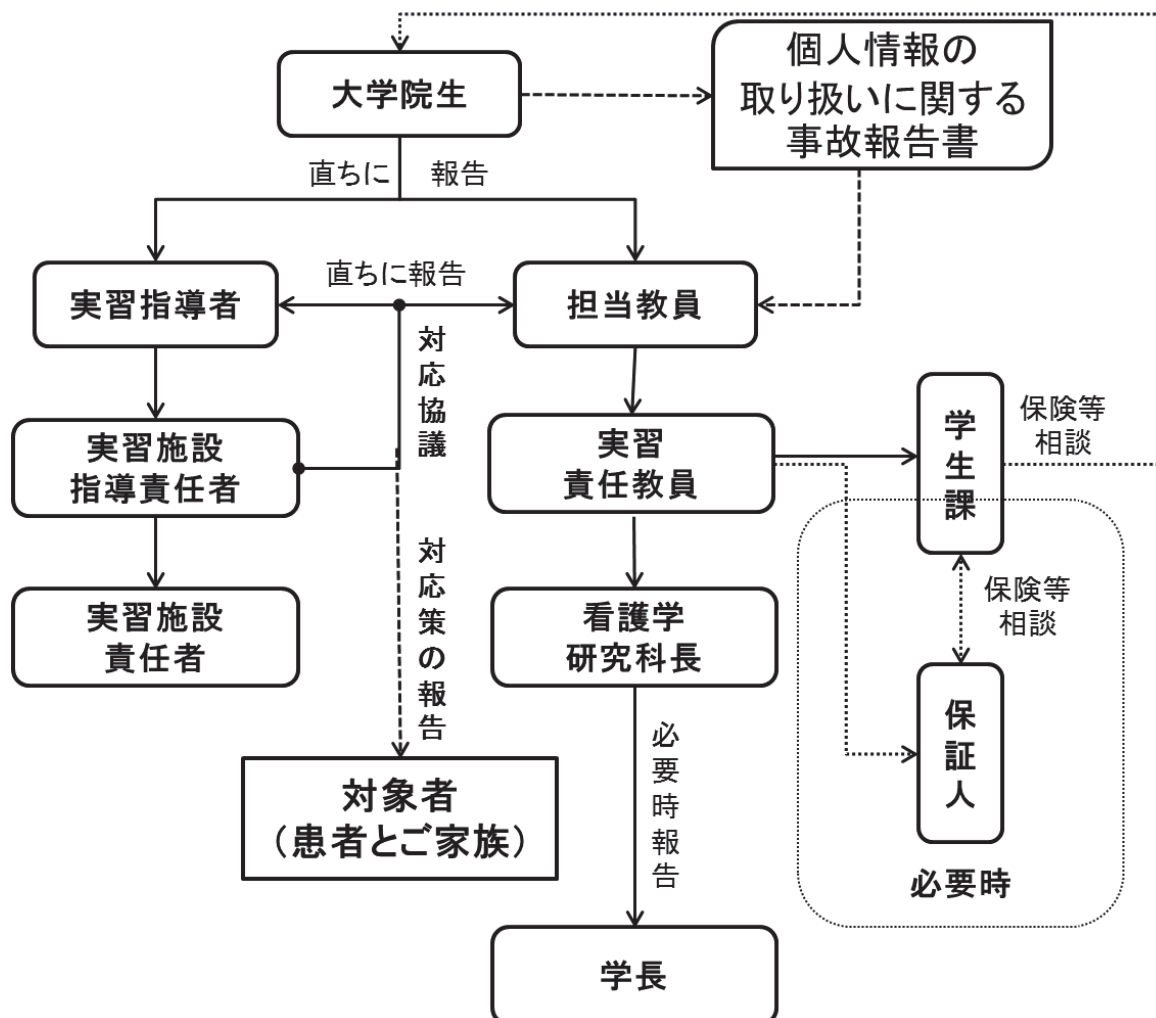 個人情報の
取り扱いに関する
事故報告書
大学院生
直ちに 報告
実習指導者
直ちに報告
担当教員
対応協議
実習施設
指導責任者
実習
責任教員
学生課
保険等
相談
実習施設
責任者
対応策の報告
看護学
研究科長
保険等
相談
保証人
必要時
対象者
（患者とご家族）
必要時報告
学長